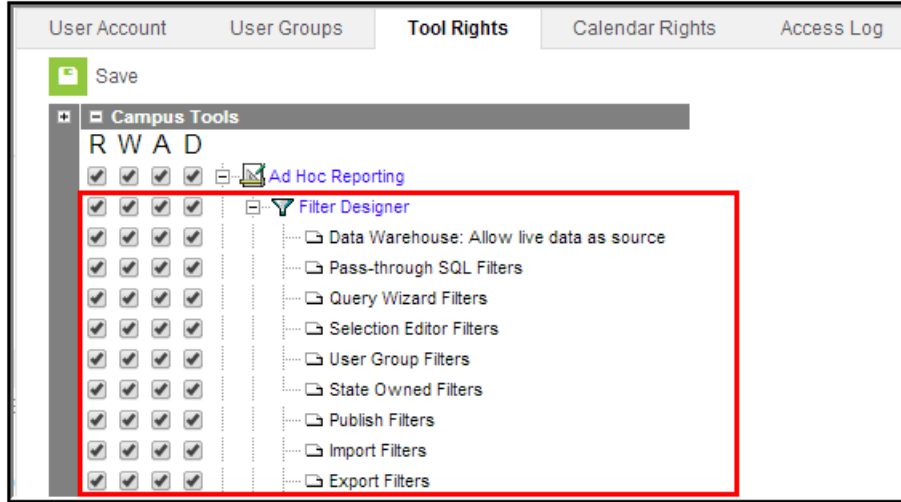 User Account User Groups Tool Rights Calendar Rights Access Log
Save
Campus Tools
R W A D
Ad Hoc Reporting
Filter Designer
Data Warehouse: Allow live data as source
Pass-through SQL Filters
Query Wizard Filters
Selection Editor Filters
User Group Filters
State Owned Filters
Publish Filters
Import Filters
Export Filters